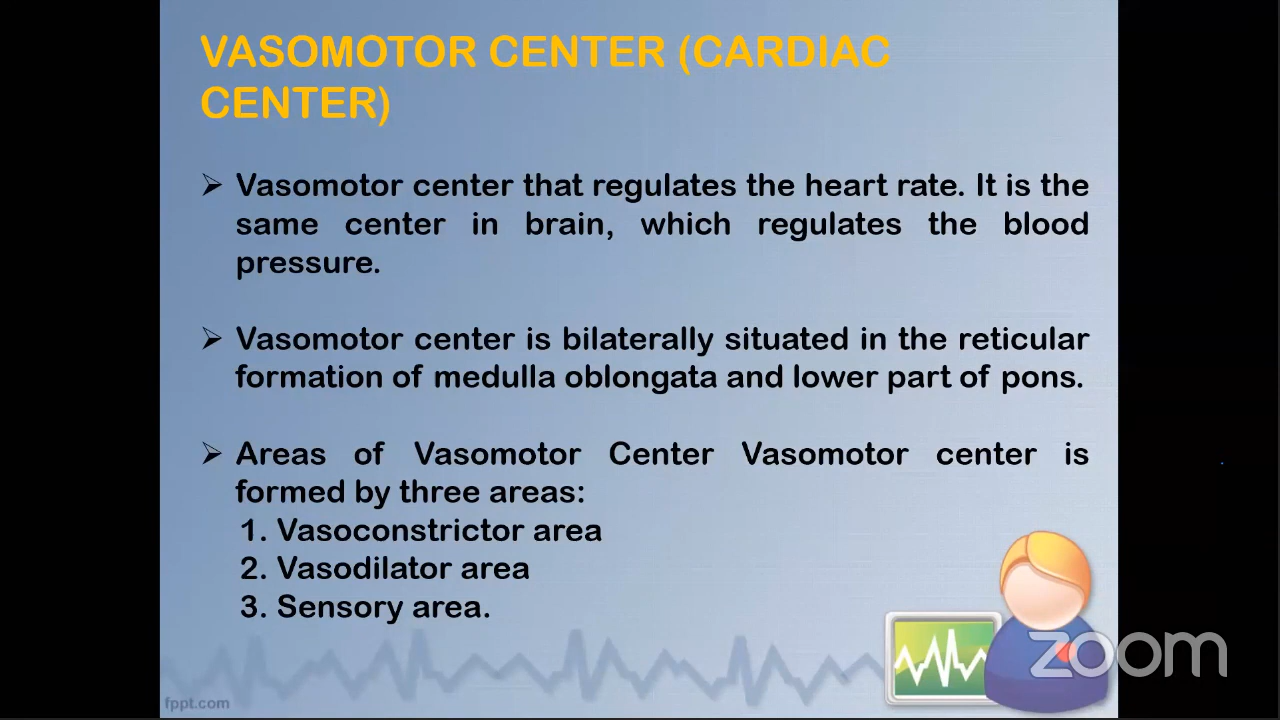 VASOMOTOR CENTER (CARDIAC
CENTER)
➢ Vasomotor center that regulates the heart rate. It is the
same center in brain, which regulates the blood
pressure.
➢ Vasomotor center is bilaterally situated in the reticular
formation of medulla oblongata and lower part of pons.
➢ Areas of Vasomotor Center Vasomotor center is
formed by three areas:
1. Vasoconstrictor area
2. Vasodilator area
3. Sensory area.
zoom
fppt.com